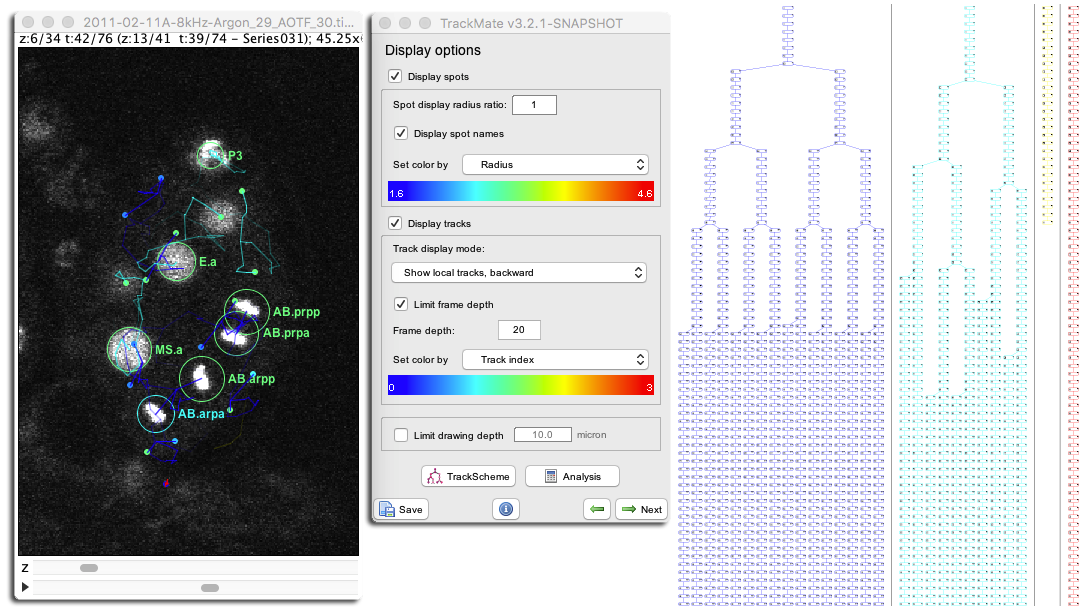 2011-02-11A-8kHz-Argon_29_AOTF_30.ti...
z:6/34 t:42/76 (z:13/41 t:39/74 - Series031); 45.25x
P3
E.a
AB.prpp
AB.prpa
MS.a
AB.arpp
AB.arpa
z
TrackMate v3.2.1-SNAPSHOT
Display options
Display spots
Spot display radius ratio: 1
Display spot names
Set color by Radius
1.6 4.6
Display tracks
Track display mode:
Show local tracks, backward
Limit frame depth
Frame depth: 20
Set color by Track index
0 3
Limit drawing depth 10.0 micron
TrackScheme Analysis
Save Next